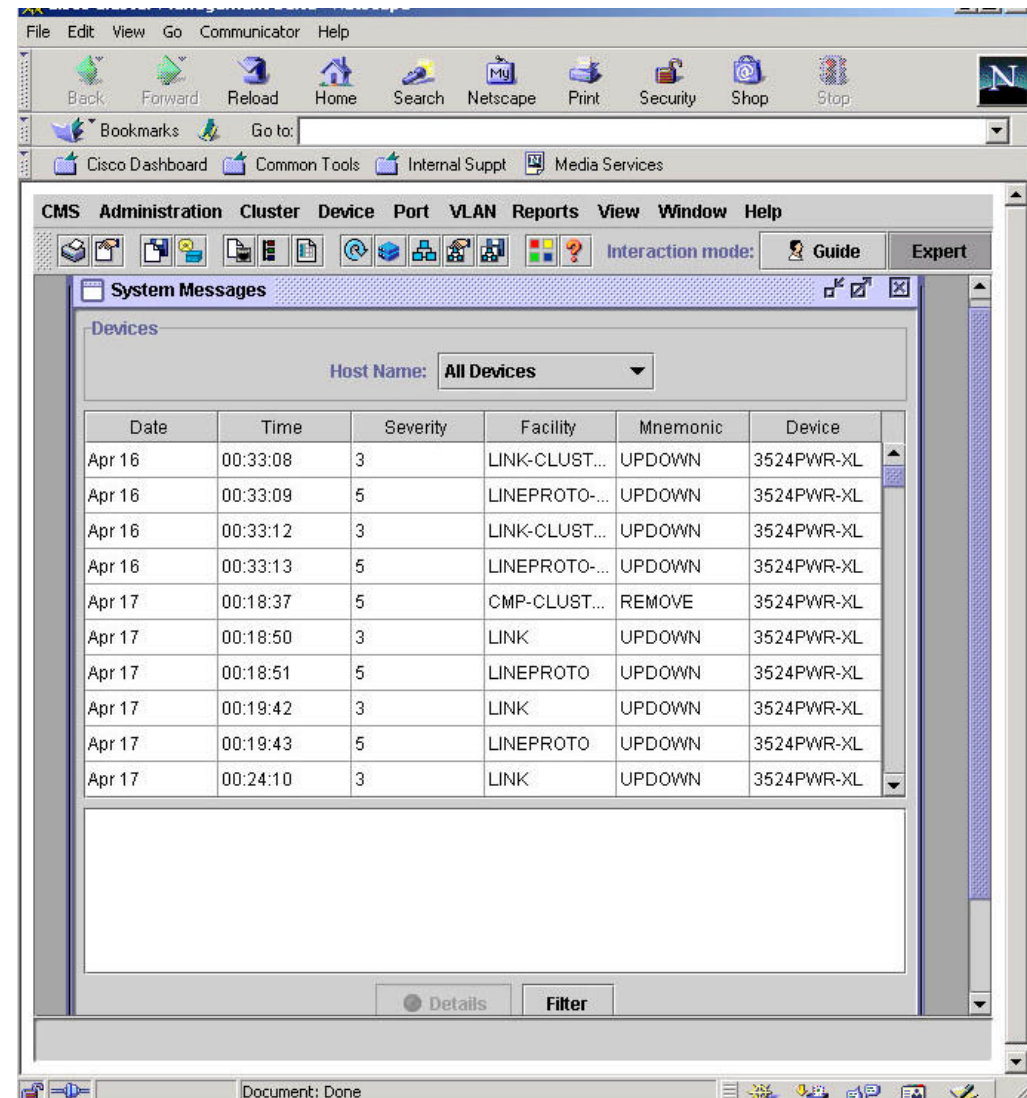 File Edit View Go Communicator Help
Back Forward Reload Home Search Netscape Print Security Shop Stop
My
N
Bookmarks Go to:
Cisco Dashboard Common Tools Internal Suppt Media Services
CMS Administration Cluster Device Port VLAN Reports View Window Help
Interaction mode: Guide Expert
System Messages
Devices
Host Name: All Devices
Date Time Severity Facility Mnemonic Device
Apr 16 00:33:08 3 LINK-CLUST... UPDOWN 3524PWR-XL
Apr 16 00:33:09 5 LINEPROTO-... UPDOWN 3524PWR-XL
Apr 16 00:33:12 3 LINK-CLUST... UPDOWN 3524PWR-XL
Apr 16 00:33:13 5 LINEPROTO-... UPDOWN 3524PWR-XL
Apr 17 00:18:37 5 CMP-CLUST... REMOVE 3524PWR-XL
Apr 17 00:18:50 3 LINK UPDOWN 3524PWR-XL
Apr 17 00:18:51 5 LINEPROTO UPDOWN 3524PWR-XL
Apr 17 00:19:42 3 LINK UPDOWN 3524PWR-XL
Apr 17 00:19:43 5 LINEPROTO UPDOWN 3524PWR-XL
Apr 17 00:24:10 3 LINK UPDOWN 3524PWR-XL
Details Filter
Document: Done